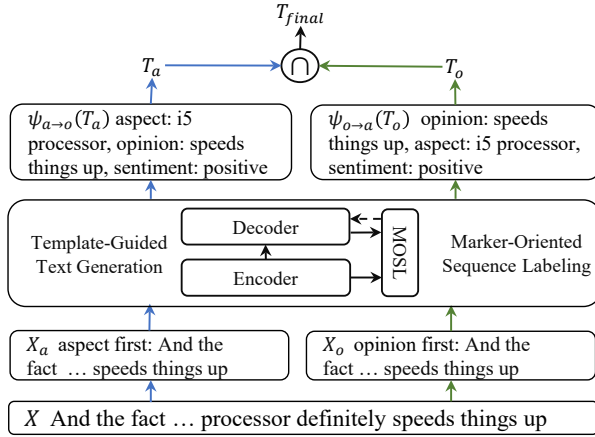 T_final
∩
T_a
T_o
ψ_{a→o}(T_a) aspect: i5
processor, opinion: speeds
things up, sentiment: positive
ψ_{o→a}(T_o) opinion: speeds
things up, aspect: i5 processor,
sentiment: positive
Template-Guided
Text Generation
Decoder
Encoder
MOSL
Marker-Oriented
Sequence Labeling
X_a aspect first: And the
fact … speeds things up
X_o opinion first: And the
fact … speeds things up
X And the fact … processor definitely speeds things up